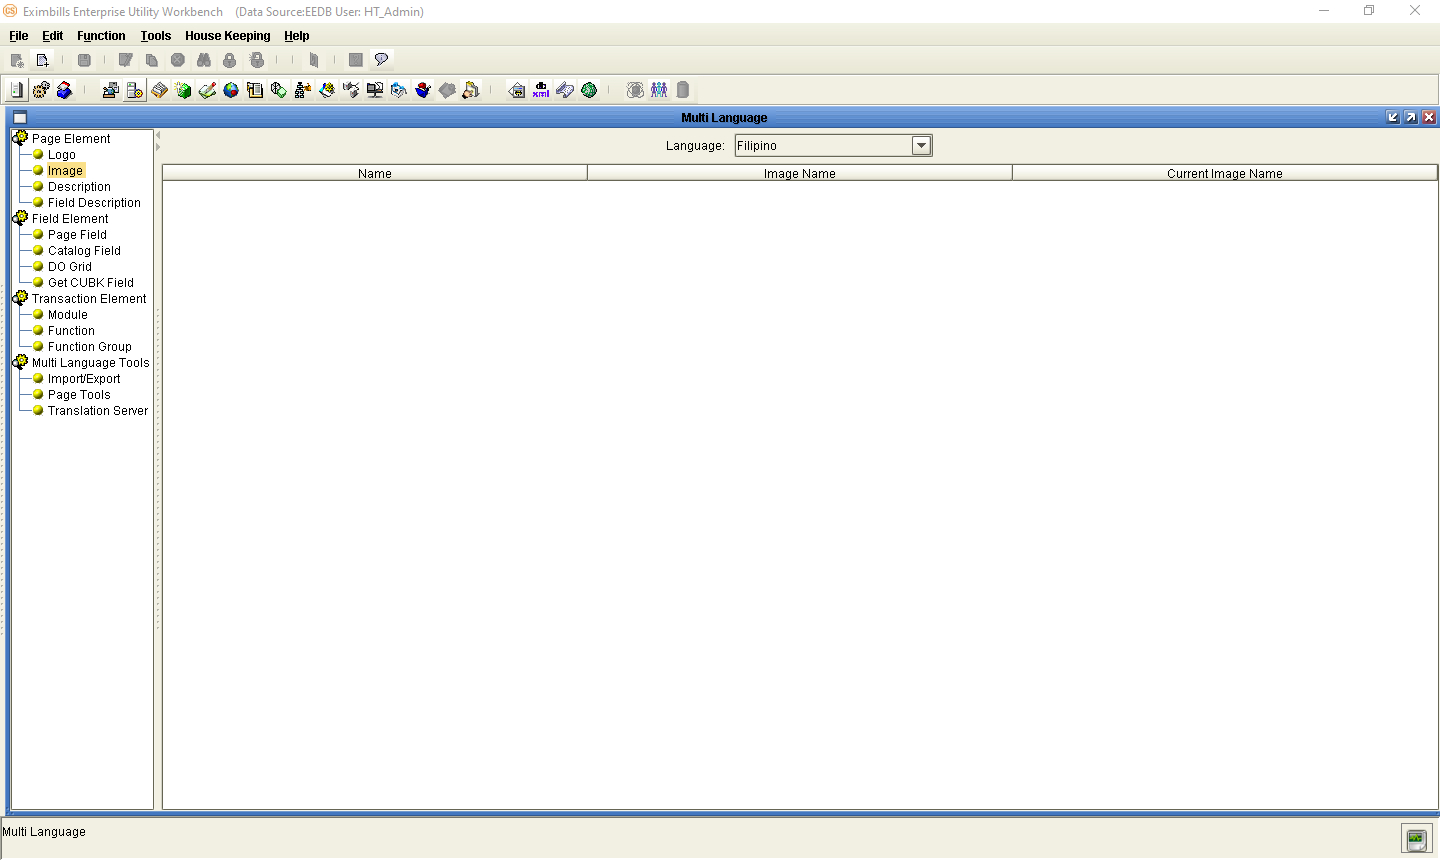 Eximbills Enterprise Utility Workbench (Data Source:EEDB User: HT_Admin)
File Edit Function Tools House Keeping Help
Multi Language
Page Element
Logo
Image
Description
Field Description
Field Element
Page Field
Catalog Field
DO Grid
Get CUBK Field
Transaction Element
Module
Function
Function Group
Multi Language Tools
Import/Export
Page Tools
Translation Server
Language: Filipino
Name Image Name Current Image Name
Multi Language